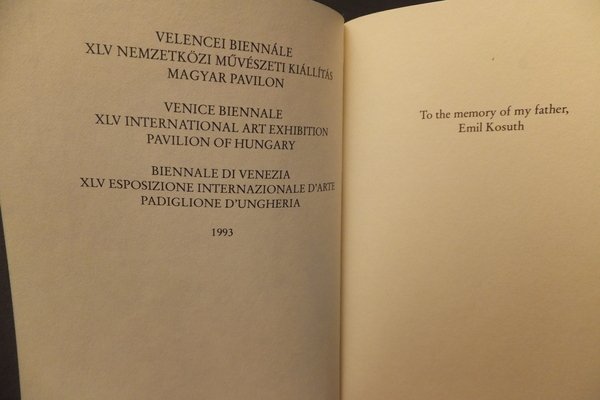 VELENCEI BIENNÁLE
XLV NEMZETKÖZI MŰVÉSZETI KIÁLLÍTÁS
MAGYAR PAVILON
VENICE BIENNALE
XLV INTERNATIONAL ART EXHIBITION
PAVILION OF HUNGARY
BIENNALE DI VENEZIA
XLV ESPOSIZIONE INTERNAZIONALE D'ARTE
PADIGLIONE D'UNGHERIA
1993
To the memory of my father,
Emil Kosuth